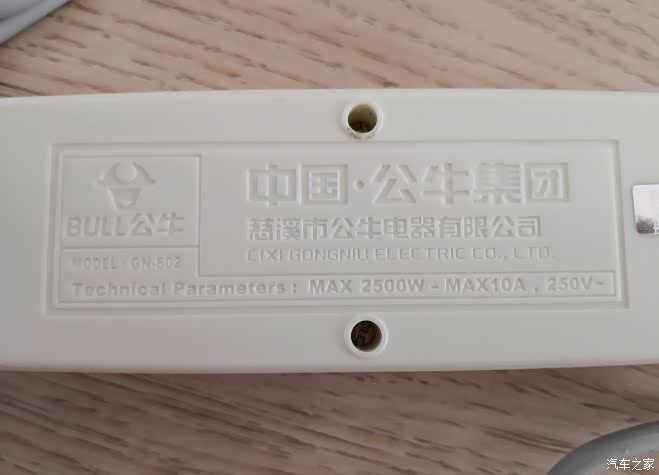 BULL公牛
MODEL: GN-602
中国·公牛集团
慈溪市公牛电器有限公司
CIXI GONGNIU ELECTRIC CO., LTD.
Technical Parameters: MAX 2500W - MAX10A , 250V~
汽车之家